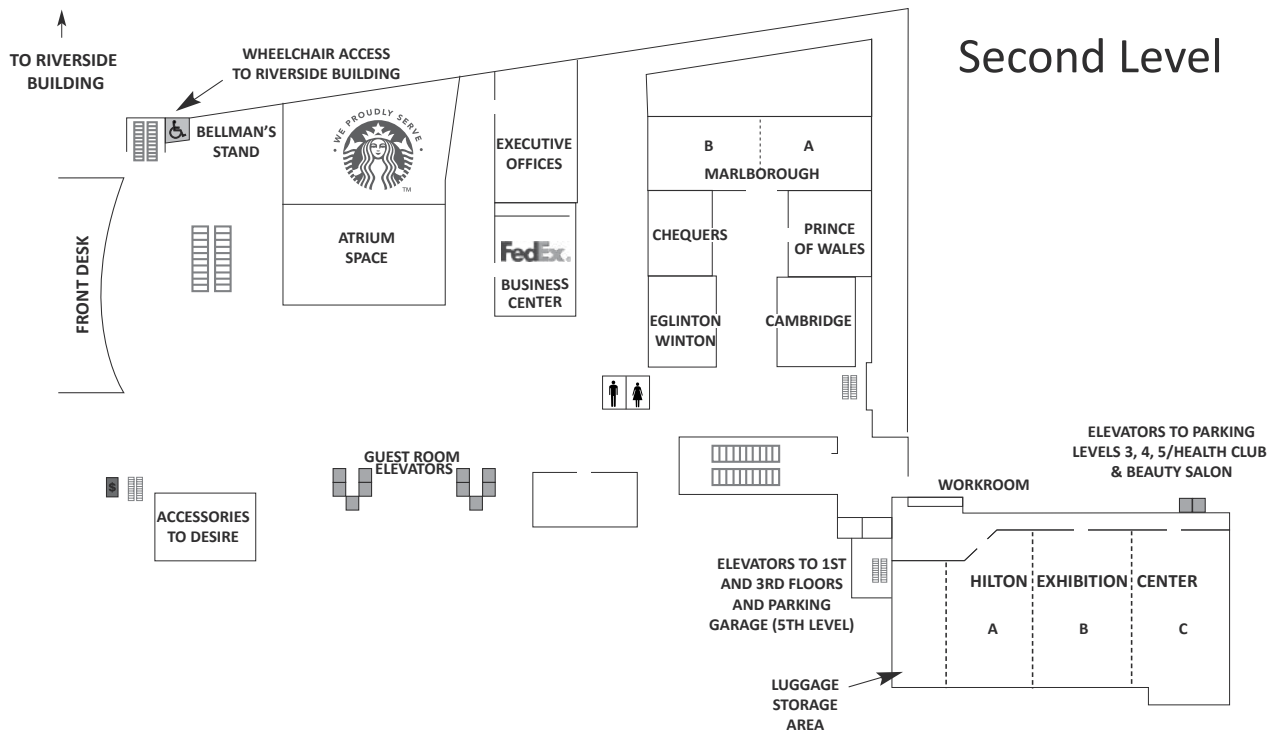 Second Level
TO RIVERSIDE
BUILDING
WHEELCHAIR ACCESS
TO RIVERSIDE BUILDING
BELLMAN'S
STAND
WE PROUDLY SERVE
TM
EXECUTIVE
OFFICES
B
A
MARLBOROUGH
FRONT DESK
ATRIUM
SPACE
FedEx.
BUSINESS
CENTER
CHEQUERS
PRINCE
OF WALES
EGLINTON
WINTON
CAMBRIDGE
GUEST ROOM
ELEVATORS
$
ACCESSORIES
TO DESIRE
ELEVATORS TO PARKING
LEVELS 3, 4, 5/HEALTH CLUB
& BEAUTY SALON
WORKROOM
ELEVATORS TO 1ST
AND 3RD FLOORS
AND PARKING
GARAGE (5TH LEVEL)
HILTON EXHIBITION CENTER
A
B
C
LUGGAGE
STORAGE
AREA